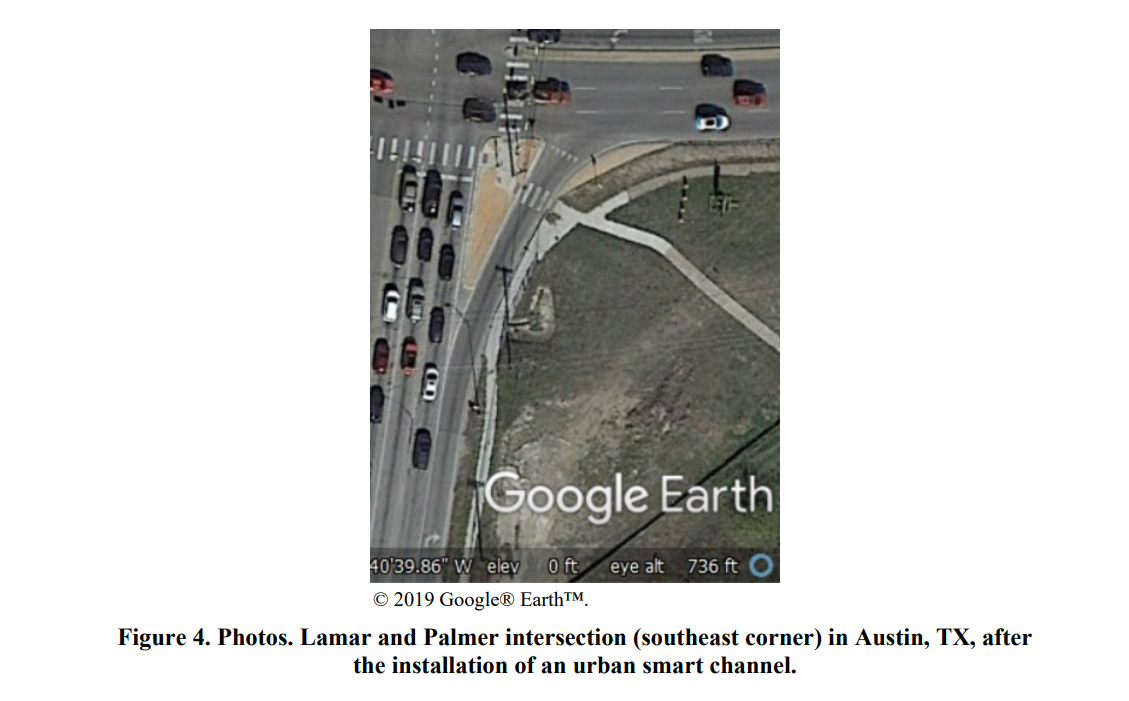 Google Earth
40'39.86" W elev 0 ft eye alt 736 ft
© 2019 Google® Earth™.
Figure 4. Photos. Lamar and Palmer intersection (southeast corner) in Austin, TX, after
the installation of an urban smart channel.